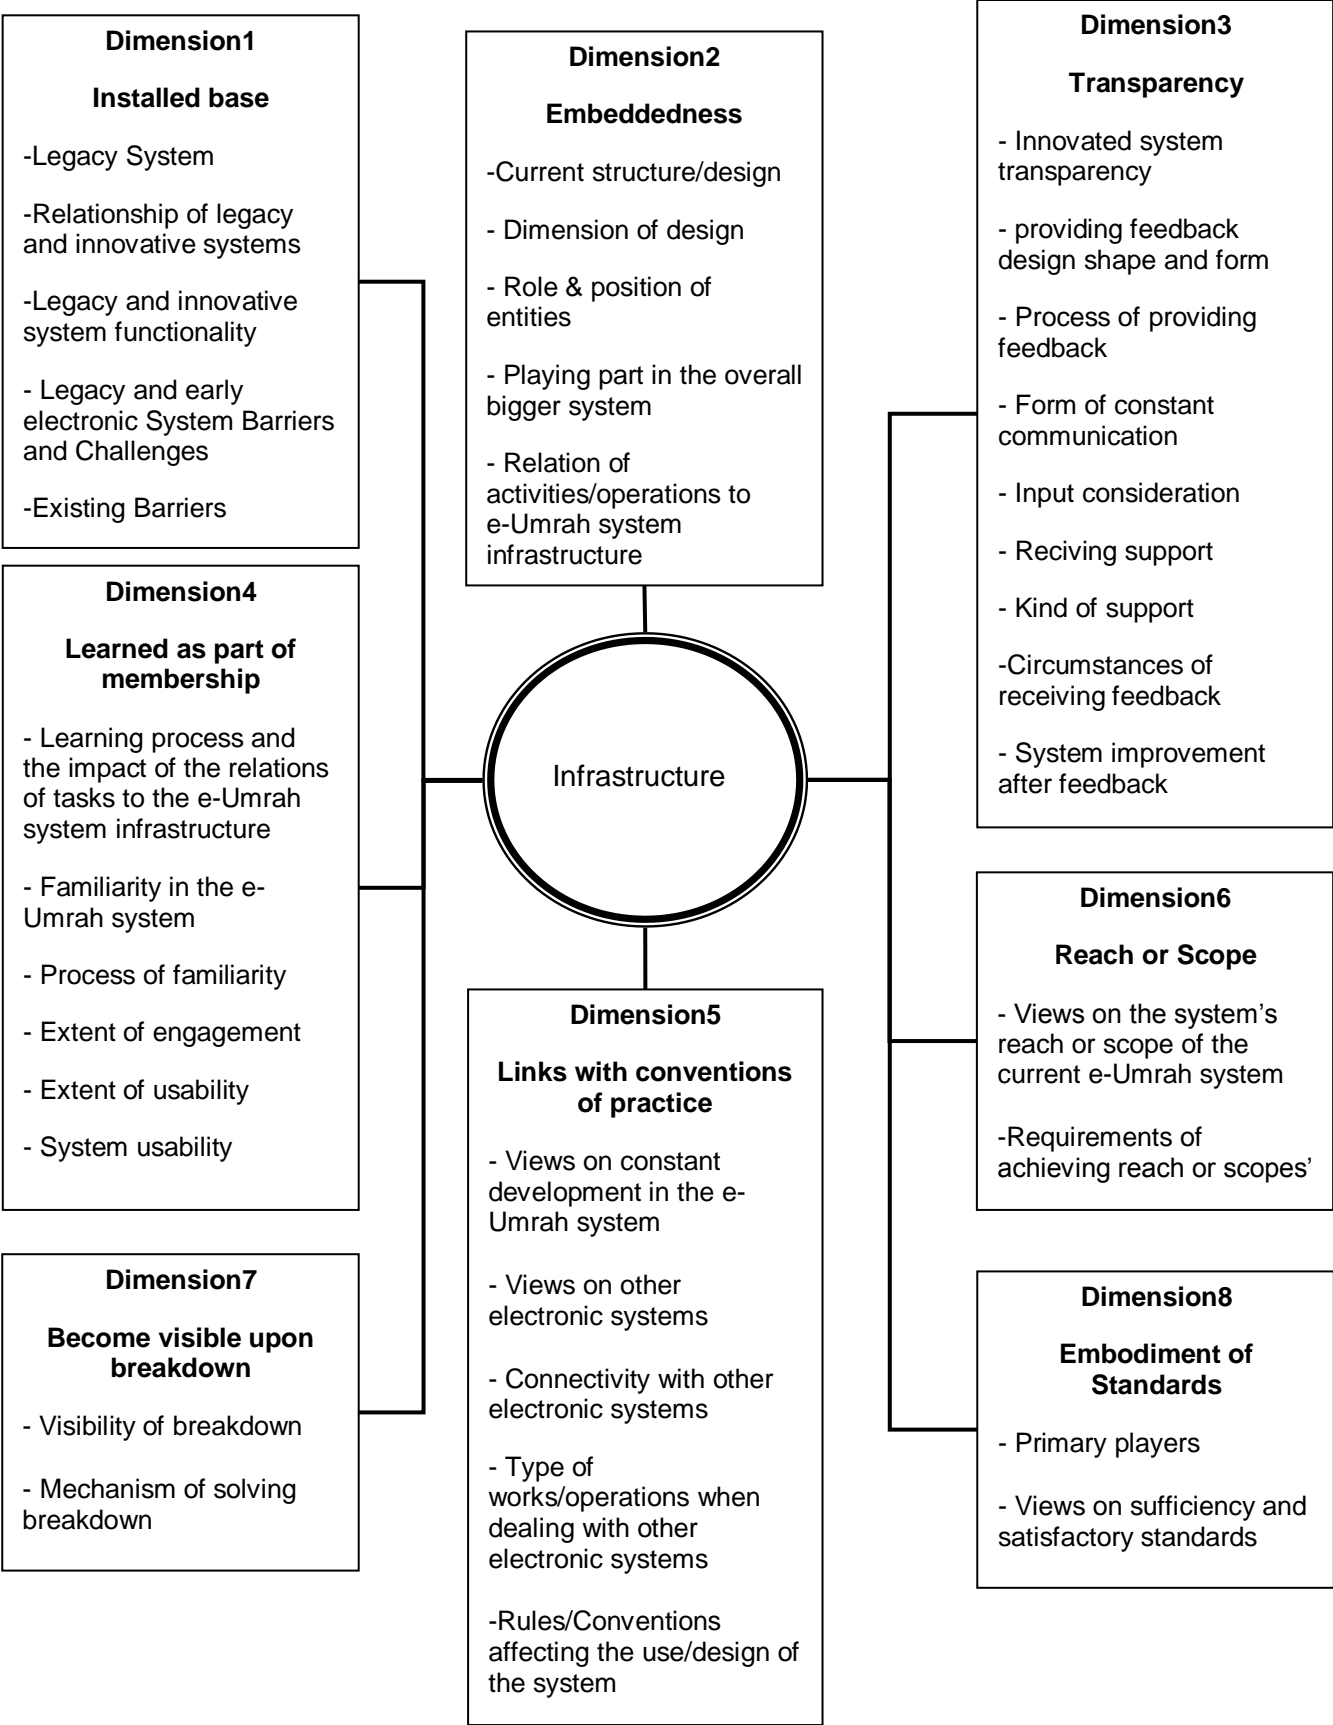 Dimension1
Installed base
-Legacy System
-Relationship of legacy
and innovative systems
-Legacy and innovative
system functionality
- Legacy and early
electronic System Barriers
and Challenges
-Existing Barriers
Dimension2
Embeddedness
-Current structure/design
- Dimension of design
- Role & position of
entities
- Playing part in the overall
bigger system
- Relation of
activities/operations to
e-Umrah system
infrastructure
Dimension3
Transparency
- Innovated system
transparency
- providing feedback
design shape and form
- Process of providing
feedback
- Form of constant
communication
- Input consideration
- Reciving support
- Kind of support
-Circumstances of
receiving feedback
- System improvement
after feedback
Dimension4
Learned as part of
membership
- Learning process and
the impact of the relations
of tasks to the e-Umrah
system infrastructure
- Familiarity in the e-
Umrah system
- Process of familiarity
- Extent of engagement
- Extent of usability
- System usability
Infrastructure
Dimension5
Links with conventions
of practice
- Views on constant
development in the e-
Umrah system
- Views on other
electronic systems
- Connectivity with other
electronic systems
- Type of
works/operations when
dealing with other
electronic systems
-Rules/Conventions
affecting the use/design of
the system
Dimension6
Reach or Scope
- Views on the system’s
reach or scope of the
current e-Umrah system
-Requirements of
achieving reach or scopes’
Dimension7
Become visible upon
breakdown
- Visibility of breakdown
- Mechanism of solving
breakdown
Dimension8
Embodiment of
Standards
- Primary players
- Views on sufficiency and
satisfactory standards